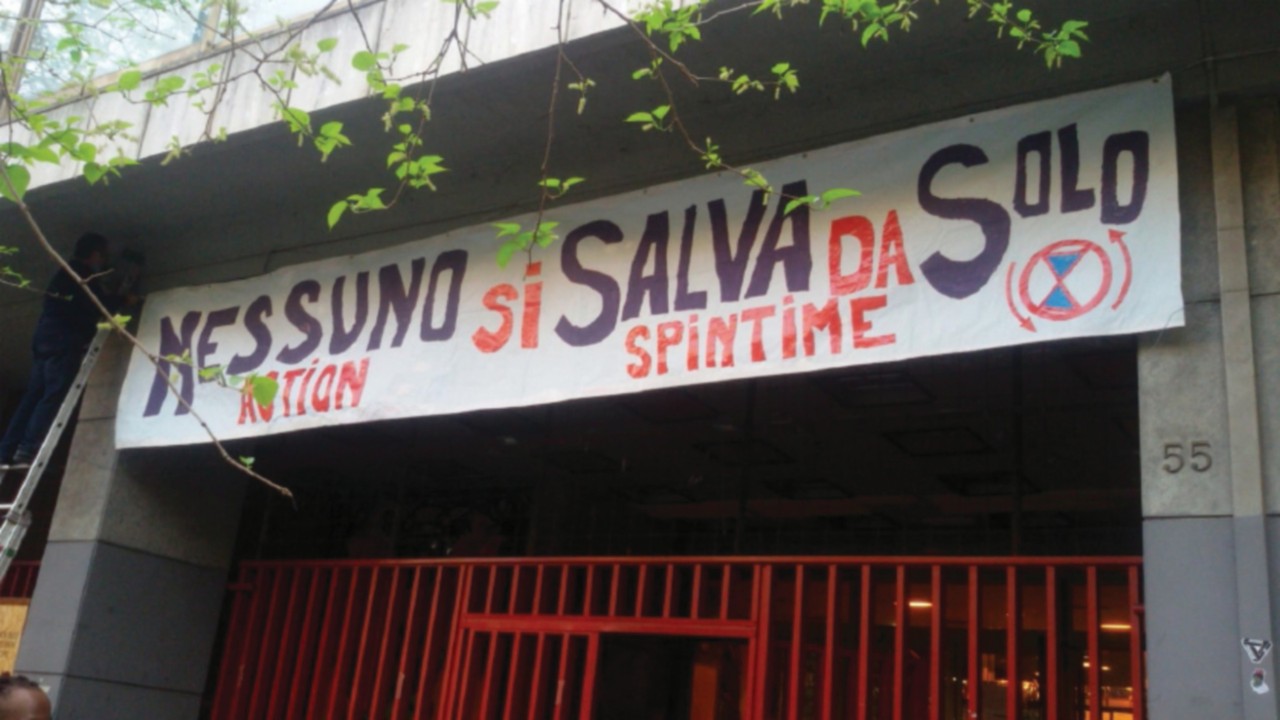 NESSUNO Si SALVA DA SOLO
ACTiON SPiNTiME
55